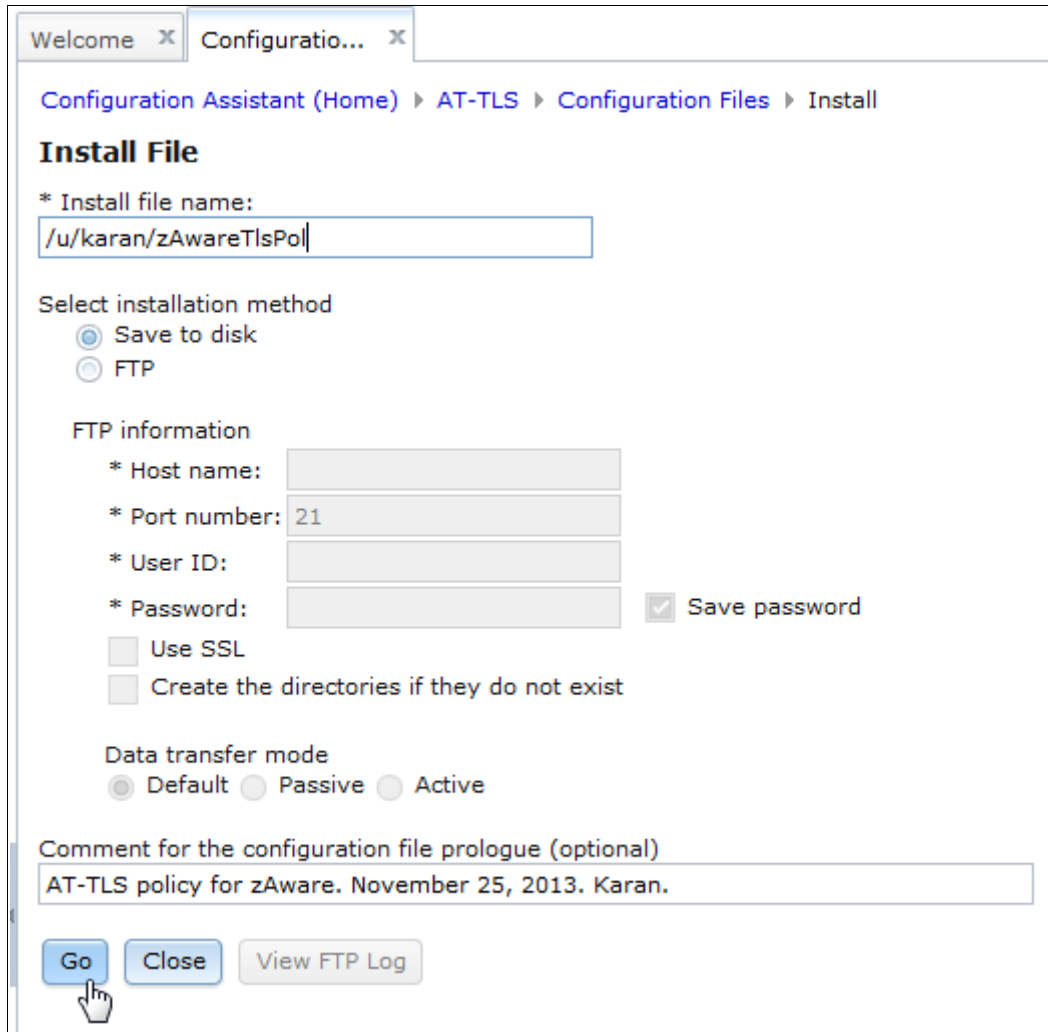 Welcome x Configuratio... x
Configuration Assistant (Home) AT-TLS Configuration Files Install
Install File
* Install file name:
/u/karan/zAwareTlsPol
Select installation method
Save to disk
FTP
FTP information
* Host name:
* Port number: 21
* User ID:
* Password: Save password
Use SSL
Create the directories if they do not exist
Data transfer mode
Default Passive Active
Comment for the configuration file prologue (optional)
AT-TLS policy for zAware. November 25, 2013. Karan.
Go Close View FTP Log